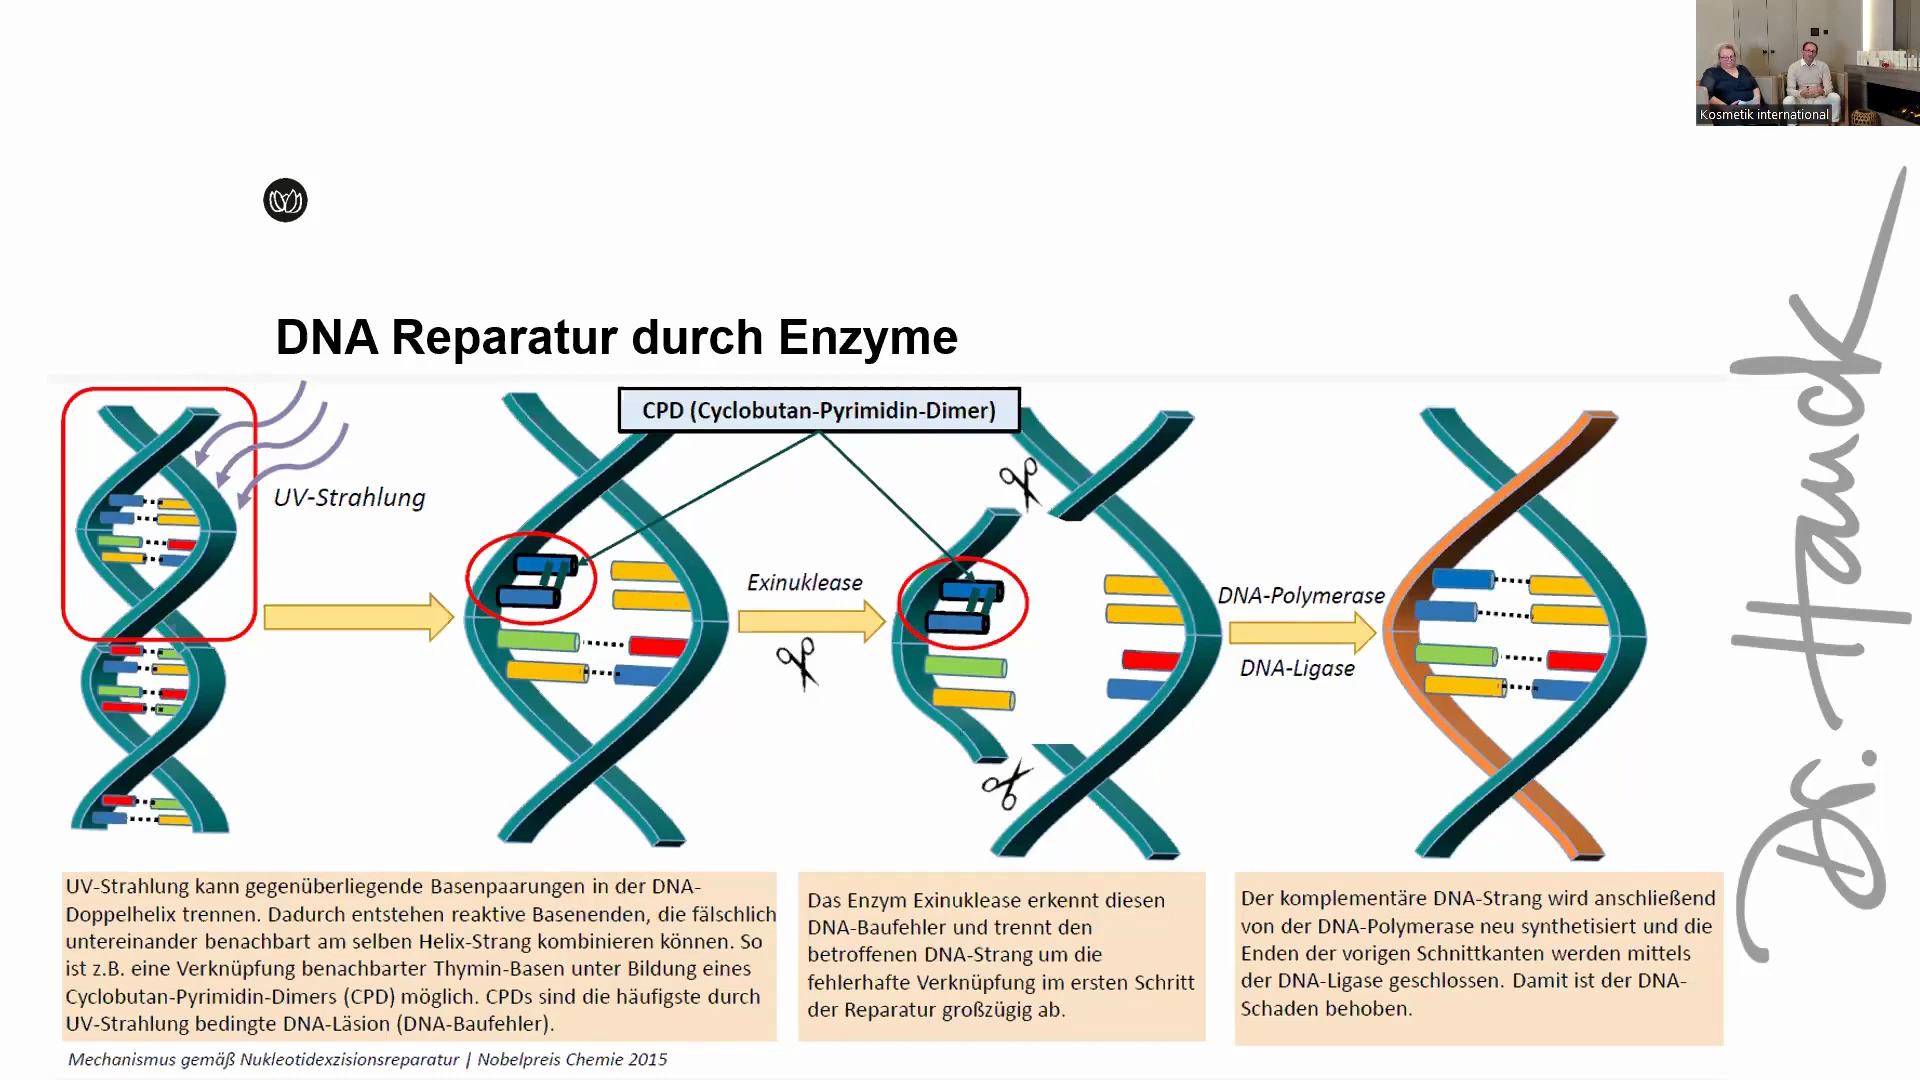 Kosmetik international
DNA Reparatur durch Enzyme
CPD (Cyclobutan-Pyrimidin-Dimer)
UV-Strahlung
Exinuklease
DNA-Polymerase
DNA-Ligase
UV-Strahlung kann gegenüberliegende Basenpaarungen in der DNA-
Doppelhelix trennen. Dadurch entstehen reaktive Basenenden, die fälschlich
untereinander benachbart am selben Helix-Strang kombinieren können. So
ist z.B. eine Verknüpfung benachbarter Thymin-Basen unter Bildung eines
Cyclobutan-Pyrimidin-Dimers (CPD) möglich. CPDs sind die häufigste durch
UV-Strahlung bedingte DNA-Läsion (DNA-Baufehler).
Das Enzym Exinuklease erkennt diesen
DNA-Baufehler und trennt den
betroffenen DNA-Strang um die
fehlerhafte Verknüpfung im ersten Schritt
der Reparatur großzügig ab.
Der komplementäre DNA-Strang wird anschließend
von der DNA-Polymerase neu synthetisiert und die
Enden der vorigen Schnittkanten werden mittels
der DNA-Ligase geschlossen. Damit ist der DNA-
Schaden behoben.
Mechanismus gemäß Nukleotidexzisionsreparatur | Nobelpreis Chemie 2015
Dr. Hauck